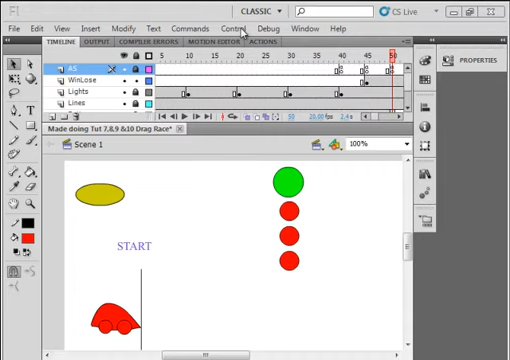 Fl CLASSIC CS Live
File Edit View Insert Modify Text Commands Control Debug Window Help
TIMELINE OUTPUT COMPILER ERRORS MOTION EDITOR ACTIONS
5 10 15 20 25 30 35 40 45 50
AS
WinLose
Lights
Lines
50 20.00 fps 2.4 s
Made doing Tut 7,8,9 &10 Drag Race*
Scene 1 100%
START
PROPERTIES